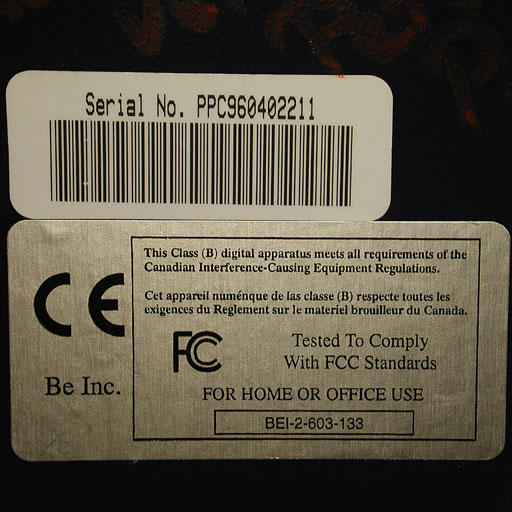 Serial No. PPC960402211
This Class (B) digital apparatus meets all requirements of the
Canadian Interference-Causing Equipment Regulations.
Cet appareil numénque de las classe (B) respecte toutes les
exigences du Reglement sur le materiel brouilleur du Canada.
CE
FC
Tested To Comply
With FCC Standards
Be Inc.
FOR HOME OR OFFICE USE
BEI-2-603-133